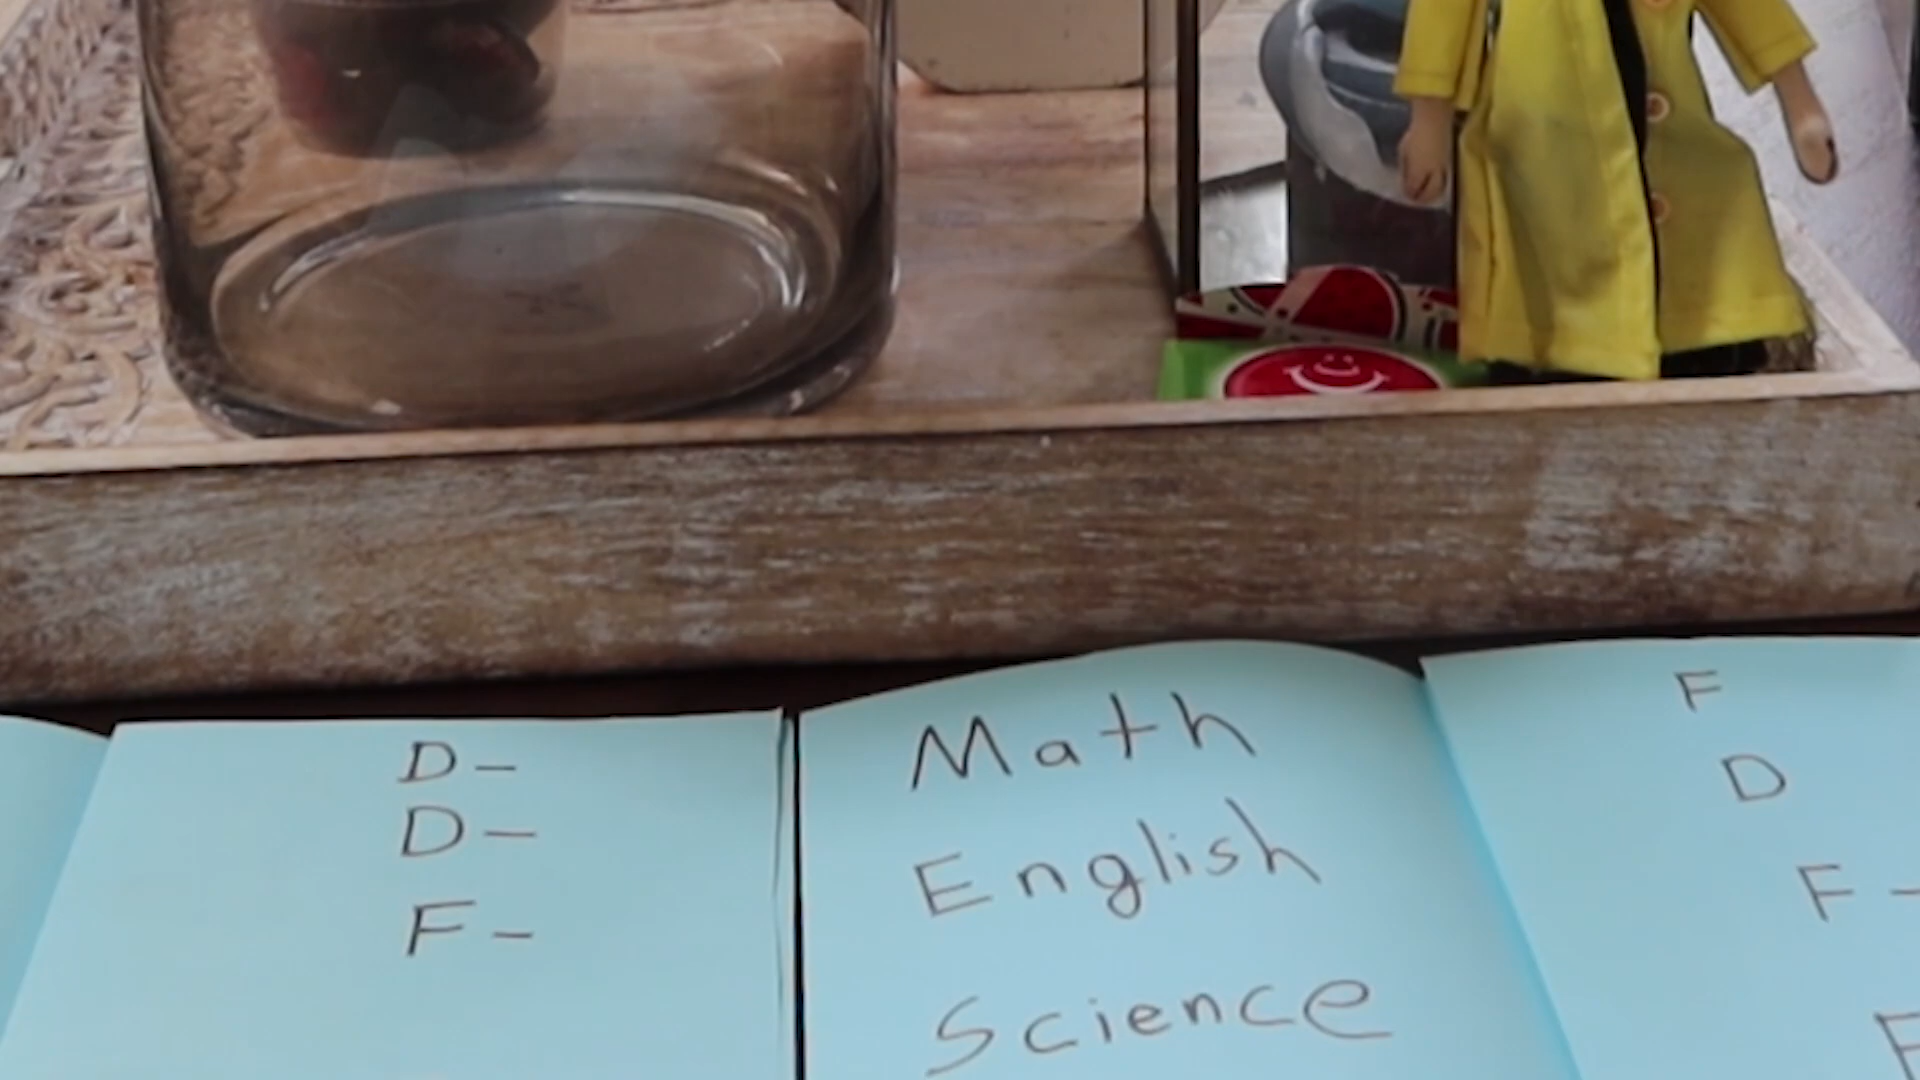 D-
D-
F-
Math
English
Science
F
D
F-